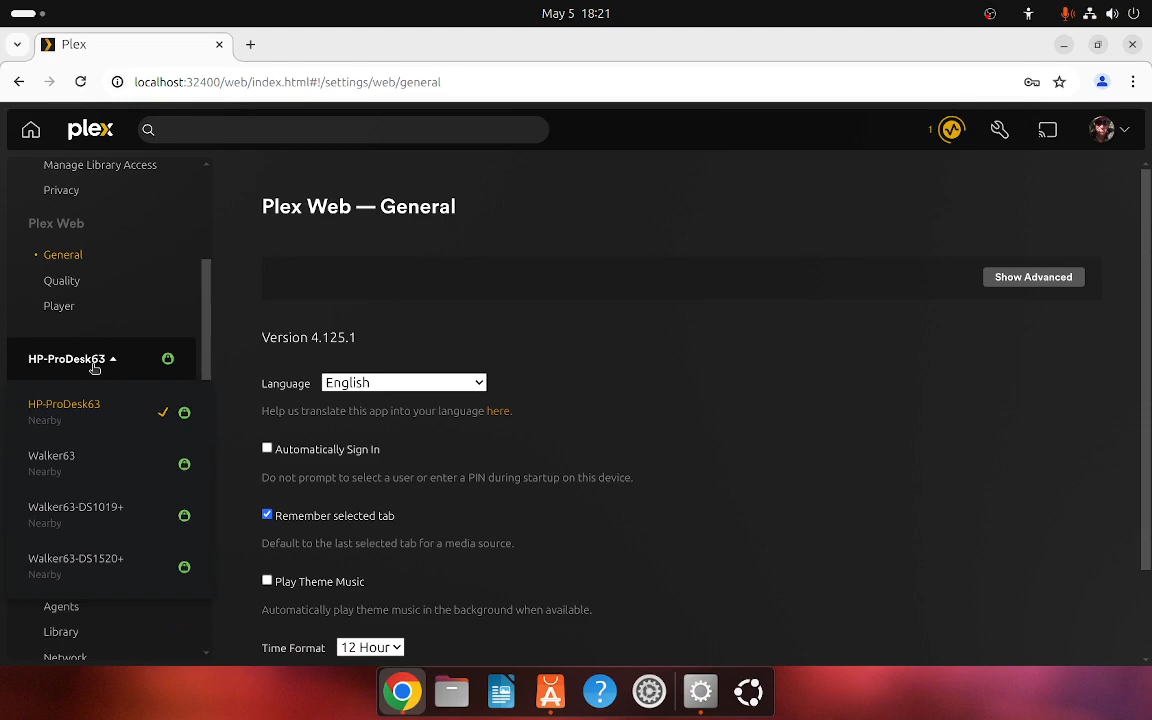 May 5 18:21
Plex
localhost:32400/web/index.html#!/settings/web/general
plex
1
Manage Library Access
Privacy
Plex Web
General
Quality
Player
HP-ProDesk63
HP-ProDesk63
Nearby
Walker63
Nearby
Walker63-DS1019+
Nearby
Walker63-DS1520+
Nearby
Agents
Library
Network
Plex Web — General
Show Advanced
Version 4.125.1
Language English
Help us translate this app into your language here.
Automatically Sign In
Do not prompt to select a user or enter a PIN during startup on this device.
Remember selected tab
Default to the last selected tab for a media source.
Play Theme Music
Automatically play theme music in the background when available.
Time Format 12 Hour